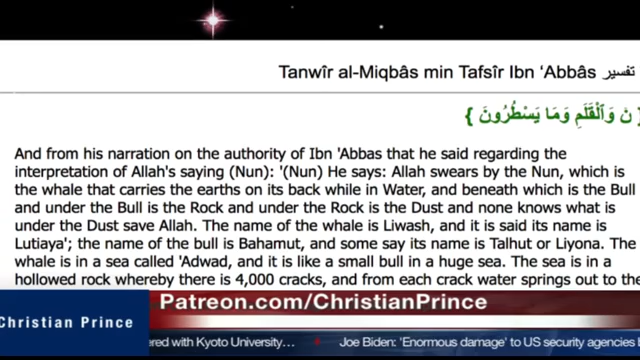 Tanwîr al-Miqbâs min Tafsîr Ibn 'Abbâs تفسير
{ نۤ وَٱلْقَلَمِ وَمَا يَسْطُرُونَ }
And from his narration on the authority of Ibn 'Abbas that he said regarding the
interpretation of Allah's saying (Nun): '(Nun) He says: Allah swears by the Nun, which is
the whale that carries the earths on its back while in Water, and beneath which is the Bull
and under the Bull is the Rock and under the Rock is the Dust and none knows what is
under the Dust save Allah. The name of the whale is Liwash, and it is said its name is
Lutiaya'; the name of the bull is Bahamut, and some say its name is Talhut or Liyona. The
whale is in a sea called 'Adwad, and it is like a small bull in a huge sea. The sea is in a
hollowed rock whereby there is 4,000 cracks, and from each crack water springs out to the
Patreon.com/ChristianPrince
Christian Prince
ered with Kyoto University... Joe Biden: 'Enormous damage' to US security agencies